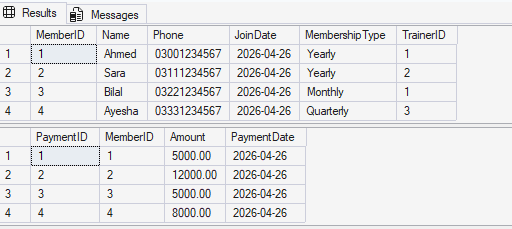 Results Messages
MemberID Name Phone JoinDate MembershipType TrainerID
1 1 Ahmed 03001234567 2026-04-26 Yearly 1
2 2 Sara 03111234567 2026-04-26 Yearly 2
3 3 Bilal 03221234567 2026-04-26 Monthly 1
4 4 Ayesha 03331234567 2026-04-26 Quarterly 3
PaymentID MemberID Amount PaymentDate
1 1 1 5000.00 2026-04-26
2 2 2 12000.00 2026-04-26
3 3 3 5000.00 2026-04-26
4 4 4 8000.00 2026-04-26